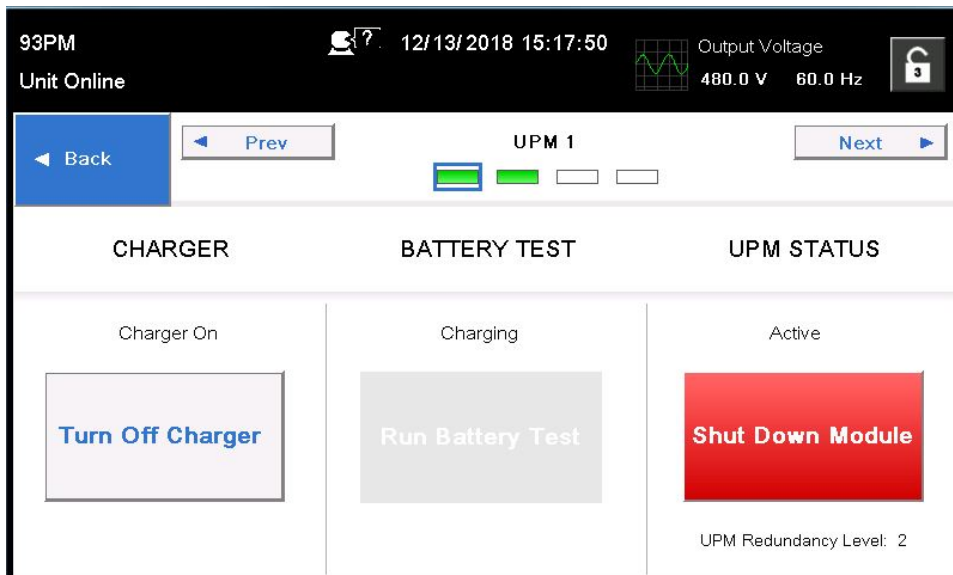 93PM
? 12/13/2018 15:17:50
Output Voltage
Unit Online
480.0 V 60.0 Hz
3
◄ Back
◄ Prev
UPM 1
Next ►
CHARGER
BATTERY TEST
UPM STATUS
Charger On
Charging
Active
Turn Off Charger
Run Battery Test
Shut Down Module
UPM Redundancy Level: 2